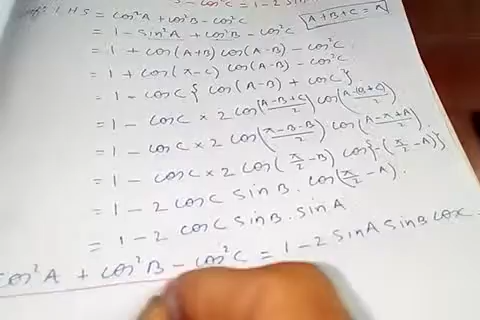 S - cos²C = 1 - 2 S
L H S = cos²A + cos²B - cos²C
A + B + C = π
= 1 - sin²A + cos²B - cos²C
= 1 + cos(A+B) cos(A-B) - cos²C
= 1 + cos(π-C) cos(A-B) - cos²C
= 1 - cosC { cos(A-B) + cosC }
= 1 - cosC × 2 cos((A-B+C)/2) cos((A-B-C)/2)
= 1 - cosC × 2 cos((π-B-B)/2) cos((A-π+A)/2)
= 1 - cosC × 2 cos(π/2 - B) cos{-(π/2 - A)}
= 1 - 2 cosC sinB . cos(π/2 - A).
= 1 - 2 cosC sinB . sinA
cos²A + cos²B - cos²C = 1 - 2 sinA sinB cosC.